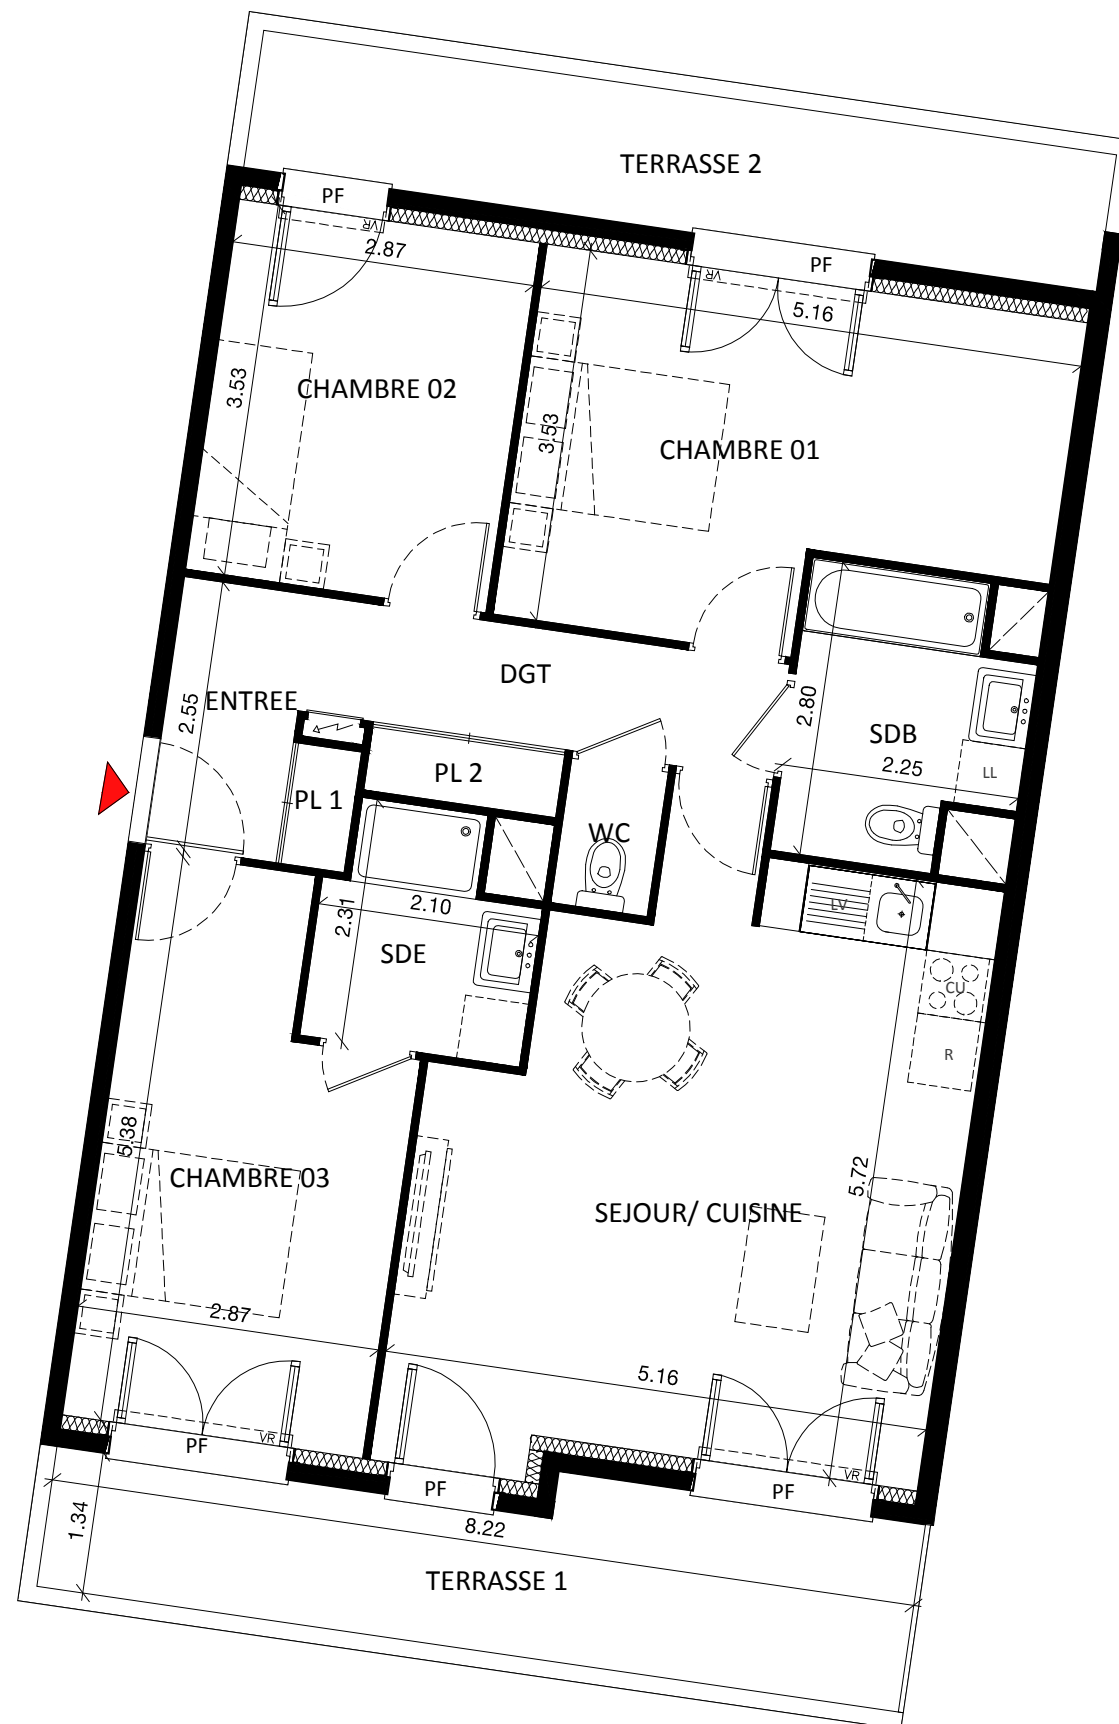 TERRASSE 2
PF
VR
2.87
PF
VR
5.16
3.53
CHAMBRE 02
3.53
CHAMBRE 01
DGT
2.55
ENTREE
2.80
SDB
2.25
LL
PL 2
PL 1
WC
2.31
2.10
SDE
LV
CU
R
5.38
CHAMBRE 03
5.72
SEJOUR/ CUISINE
2.87
5.16
PF
VR
PF
PF
VR
1.34
8.22
TERRASSE 1